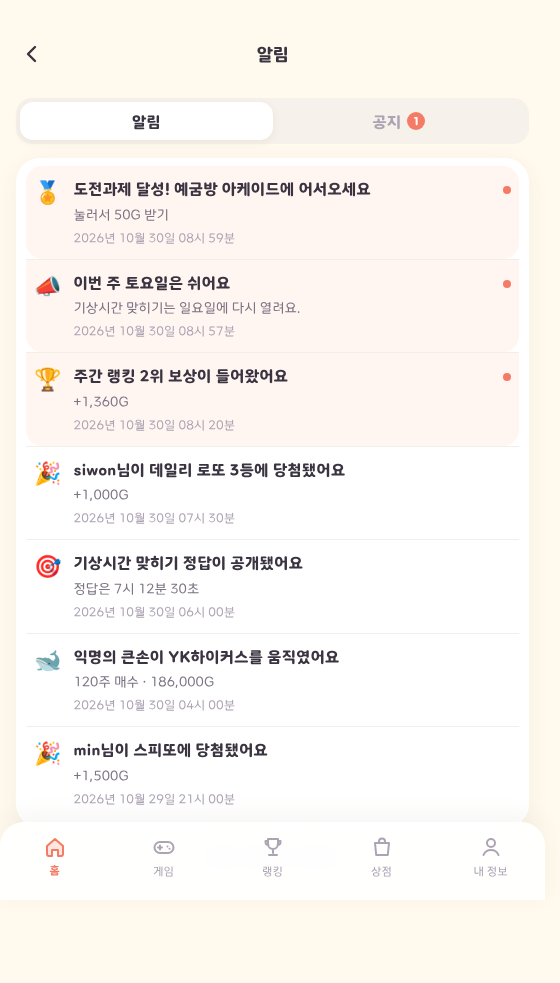 알림
알림
공지 1
도전과제 달성! 예굼방 아케이드에 어서오세요
눌러서 50G 받기
2026년 10월 30일 08시 59분
이번 주 토요일은 쉬어요
기상시간 맞히기는 일요일에 다시 열려요.
2026년 10월 30일 08시 57분
주간 랭킹 2위 보상이 들어왔어요
+1,360G
2026년 10월 30일 08시 20분
siwon님이 데일리 로또 3등에 당첨됐어요
+1,000G
2026년 10월 30일 07시 30분
기상시간 맞히기 정답이 공개됐어요
정답은 7시 12분 30초
2026년 10월 30일 06시 00분
익명의 큰손이 YK하이커스를 움직였어요
120주 매수 · 186,000G
2026년 10월 30일 04시 00분
min님이 스피또에 당첨됐어요
+1,500G
2026년 10월 29일 21시 00분
홈
게임
랭킹
상점
내 정보